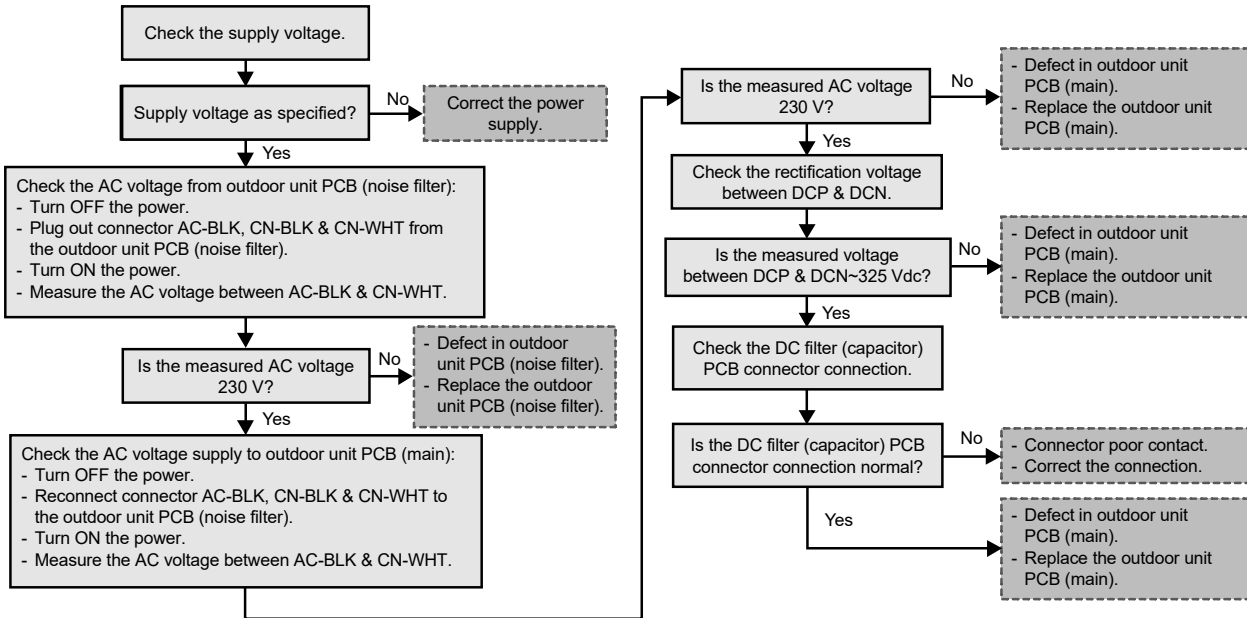 Check the supply voltage.
Supply voltage as specified?
No
Correct the power
supply.
Yes
Check the AC voltage from outdoor unit PCB (noise filter):
- Turn OFF the power.
- Plug out connector AC-BLK, CN-BLK & CN-WHT from
the outdoor unit PCB (noise filter).
- Turn ON the power.
- Measure the AC voltage between AC-BLK & CN-WHT.
Is the measured AC voltage
230 V?
No
- Defect in outdoor
unit PCB (noise filter).
- Replace the outdoor
unit PCB (noise filter).
Yes
Check the AC voltage supply to outdoor unit PCB (main):
- Turn OFF the power.
- Reconnect connector AC-BLK, CN-BLK & CN-WHT to
the outdoor unit PCB (noise filter).
- Turn ON the power.
- Measure the AC voltage between AC-BLK & CN-WHT.
Is the measured AC voltage
230 V?
No
- Defect in outdoor unit
PCB (main).
- Replace the outdoor unit
PCB (main).
Yes
Check the rectification voltage
between DCP & DCN.
Is the measured voltage
between DCP & DCN~325 Vdc?
No
- Defect in outdoor unit
PCB (main).
- Replace the outdoor unit
PCB (main).
Yes
Check the DC filter (capacitor)
PCB connector connection.
Is the DC filter (capacitor) PCB
connector connection normal?
No
- Connector poor contact.
- Correct the connection.
Yes
- Defect in outdoor unit
PCB (main).
- Replace the outdoor unit
PCB (main).